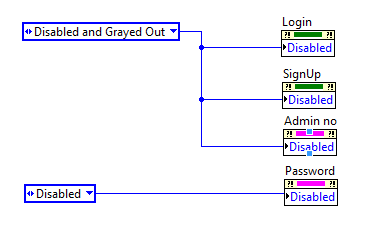 Login
Disabled and Grayed Out
?! ?!
Disabled
SignUp
?! ?!
Disabled
Admin no
?! ?!
Disabled
Password
?! ?!
Disabled
Disabled